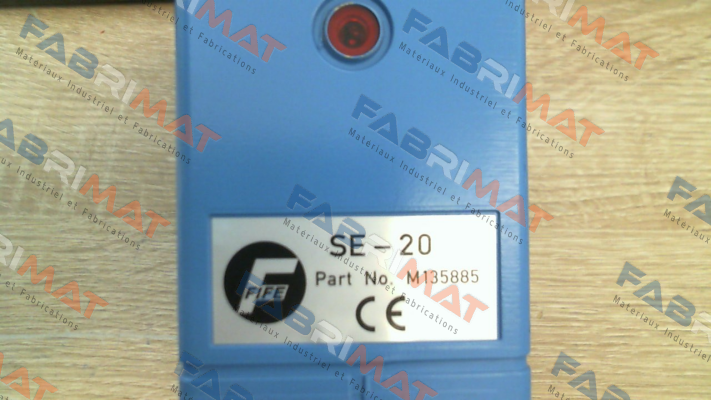 SE-20
Part No. M135885
FIFE
CE
FABRIMAT
Materiaux Industriel et Fabrications